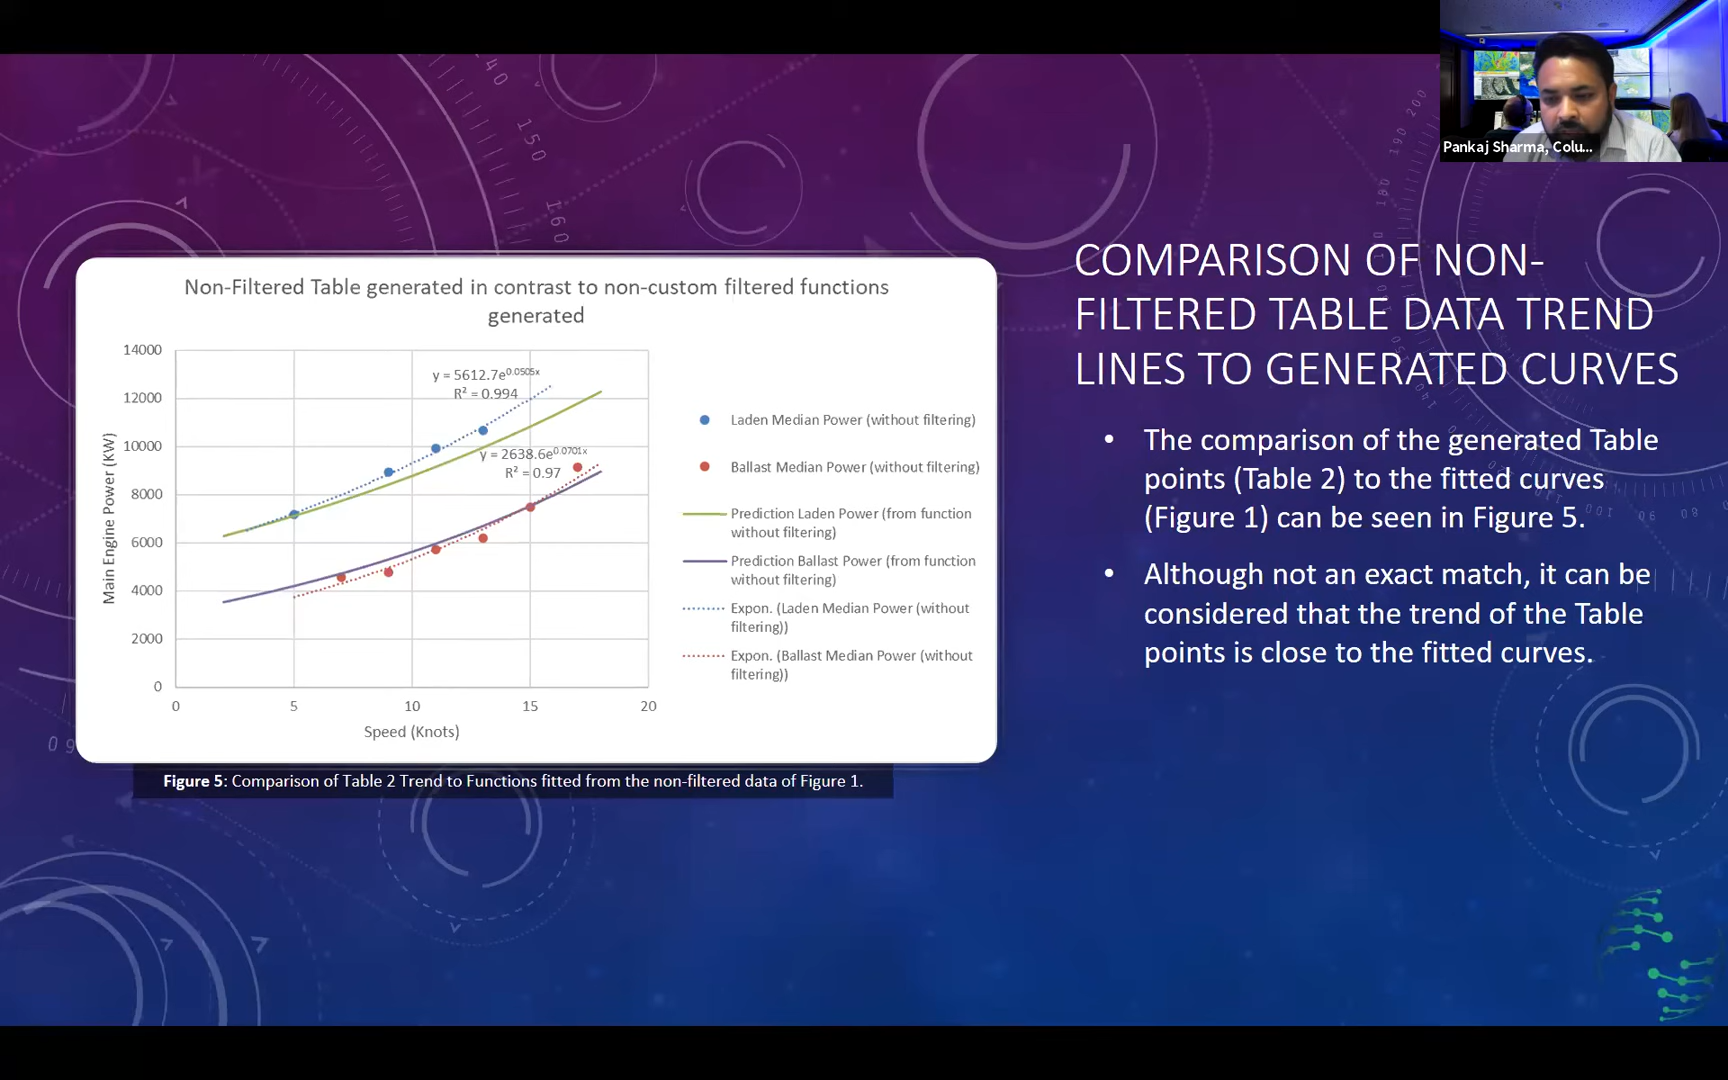 Pankaj Sharma, Colu...
COMPARISON OF NON-
FILTERED TABLE DATA TREND
LINES TO GENERATED CURVES
• The comparison of the generated Table
points (Table 2) to the fitted curves
(Figure 1) can be seen in Figure 5.
• Although not an exact match, it can be
considered that the trend of the Table
points is close to the fitted curves.
Non-Filtered Table generated in contrast to non-custom filtered functions
generated
14000
12000
10000
8000
6000
4000
2000
0
Main Engine Power (KW)
y = 5612.7e^0.0505x
R² = 0.994
y = 2638.6e^0.0701x
R² = 0.97
0 5 10 15 20
Speed (Knots)
Laden Median Power (without filtering)
Ballast Median Power (without filtering)
Prediction Laden Power (from function
without filtering)
Prediction Ballast Power (from function
without filtering)
Expon. (Laden Median Power (without
filtering))
Expon. (Ballast Median Power (without
filtering))
Figure 5: Comparison of Table 2 Trend to Functions fitted from the non-filtered data of Figure 1.
140
150
160
200
190
180